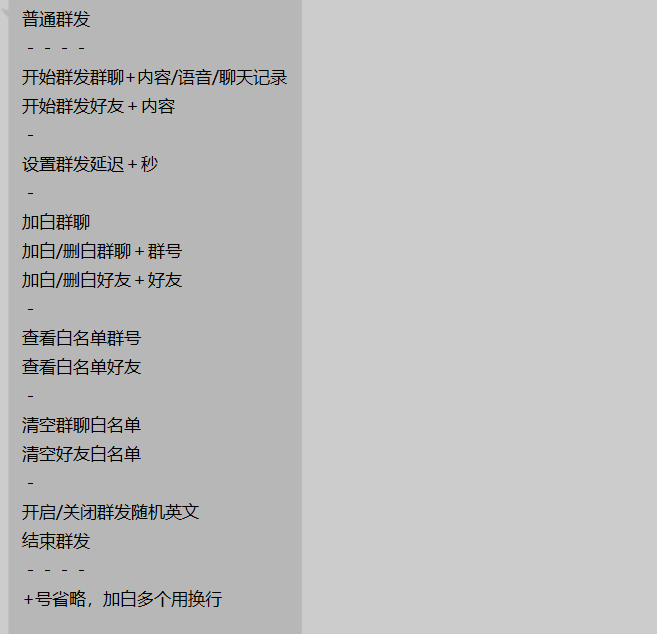 普通群发
- - - -
开始群发群聊+内容/语音/聊天记录
开始群发好友+内容
-
设置群发延迟+秒
-
加白群聊
加白/删白群聊+群号
加白/删白好友+好友
-
查看白名单群号
查看白名单好友
-
清空群聊白名单
清空好友白名单
-
开启/关闭群发随机英文
结束群发
- - - -
+号省略，加白多个用换行